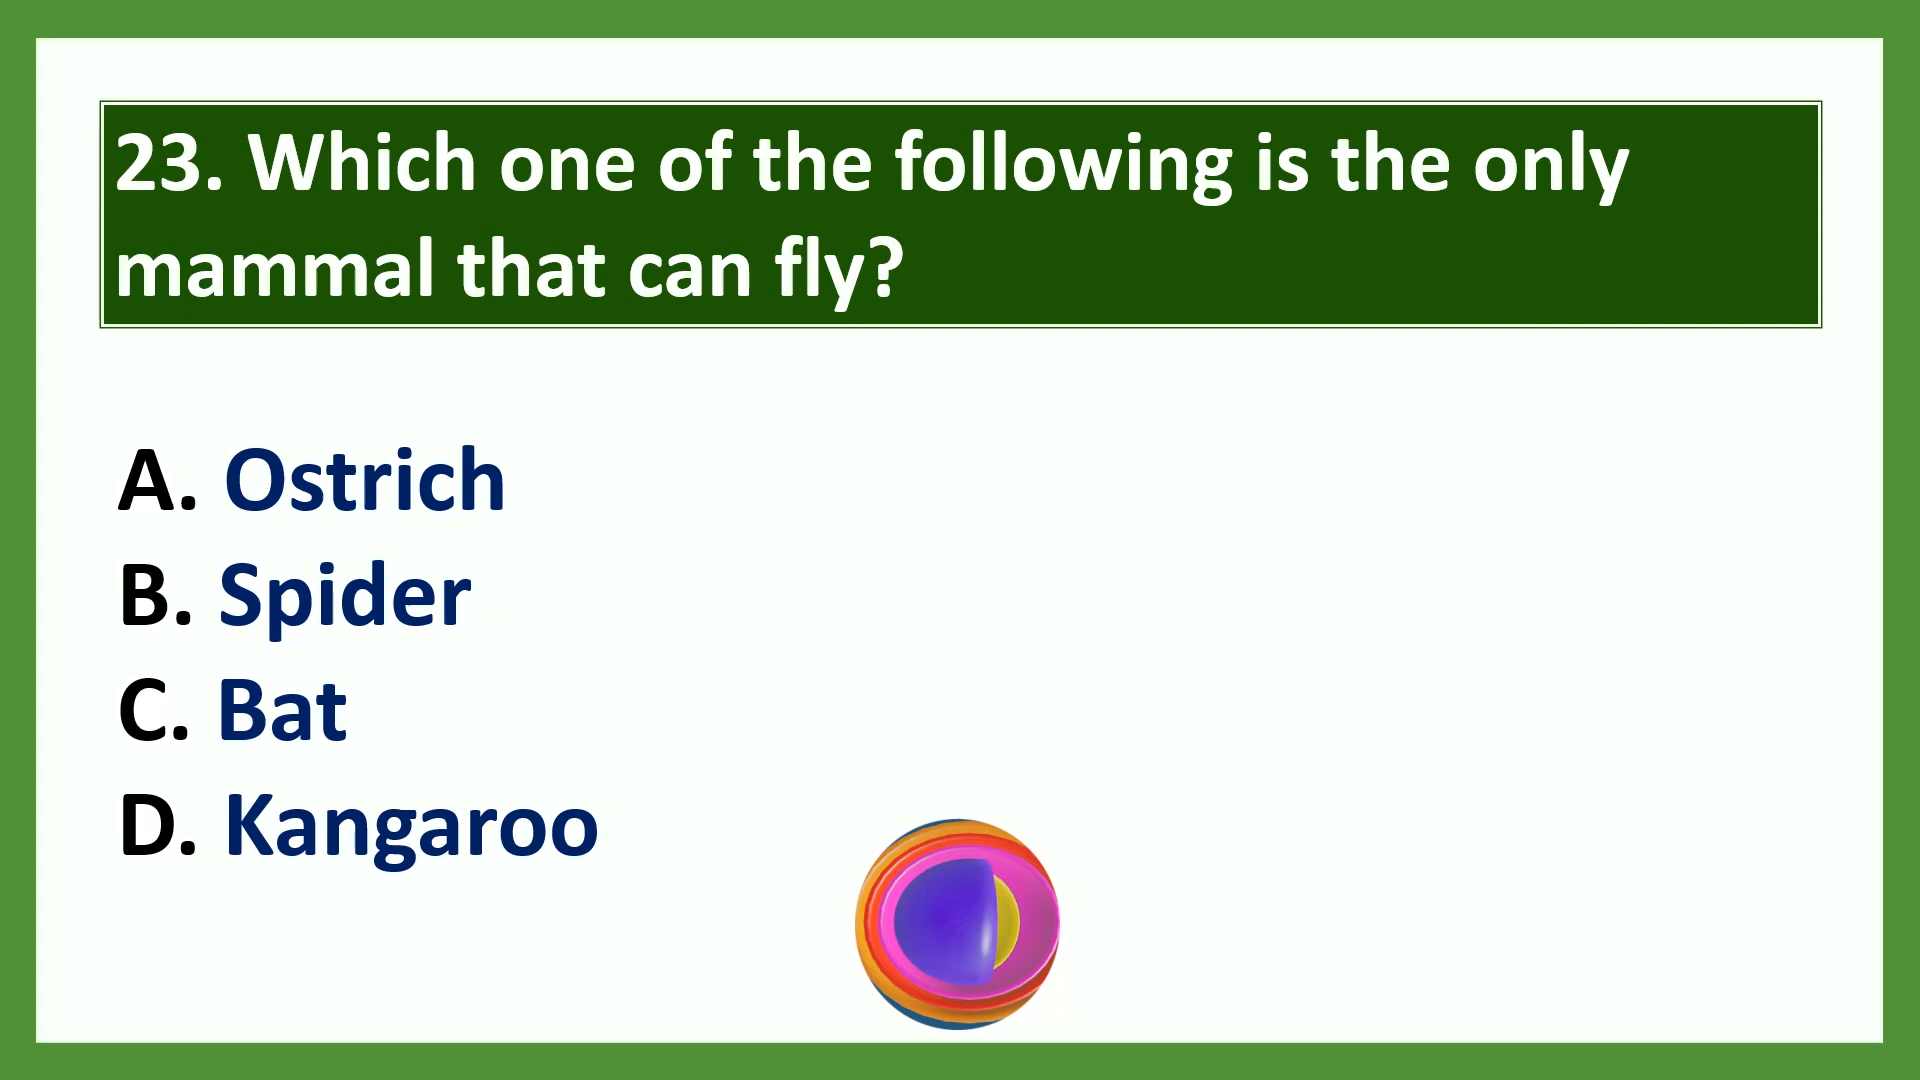 23. Which one of the following is the only
mammal that can fly?
A. Ostrich
B. Spider
C. Bat
D. Kangaroo